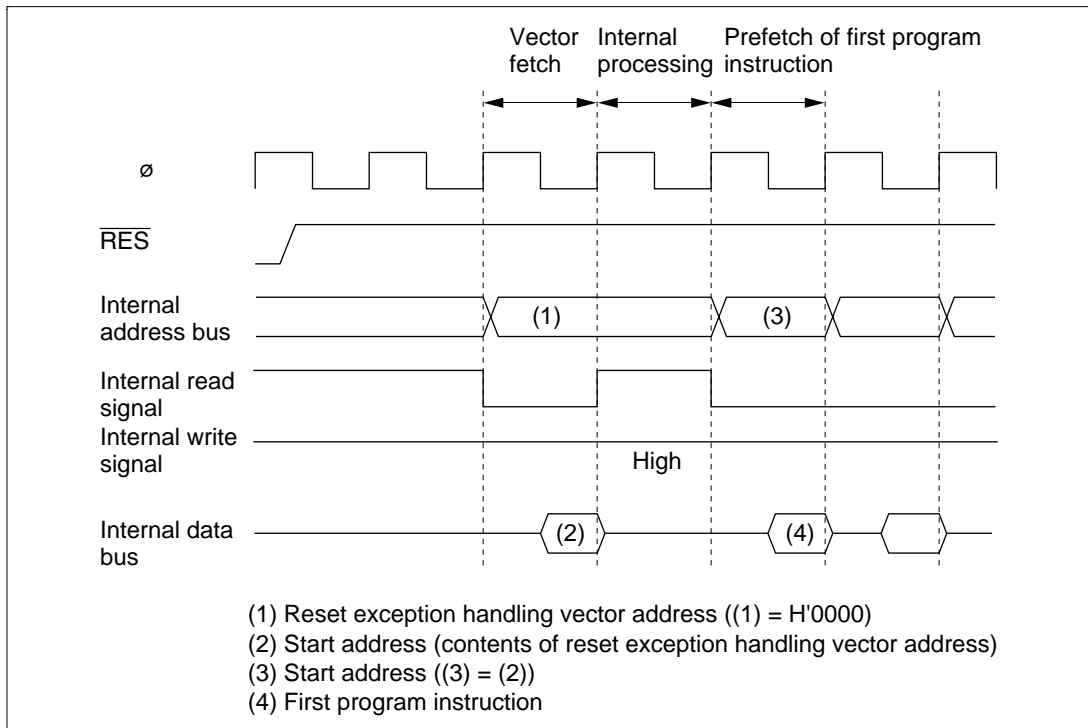 Vector fetch
Internal processing
Prefetch of first program instruction
ø
RES
Internal address bus
(1)
(3)
Internal read signal
Internal write signal
High
Internal data bus
(2)
(4)
(1) Reset exception handling vector address ((1) = H'0000)
(2) Start address (contents of reset exception handling vector address)
(3) Start address ((3) = (2))
(4) First program instruction